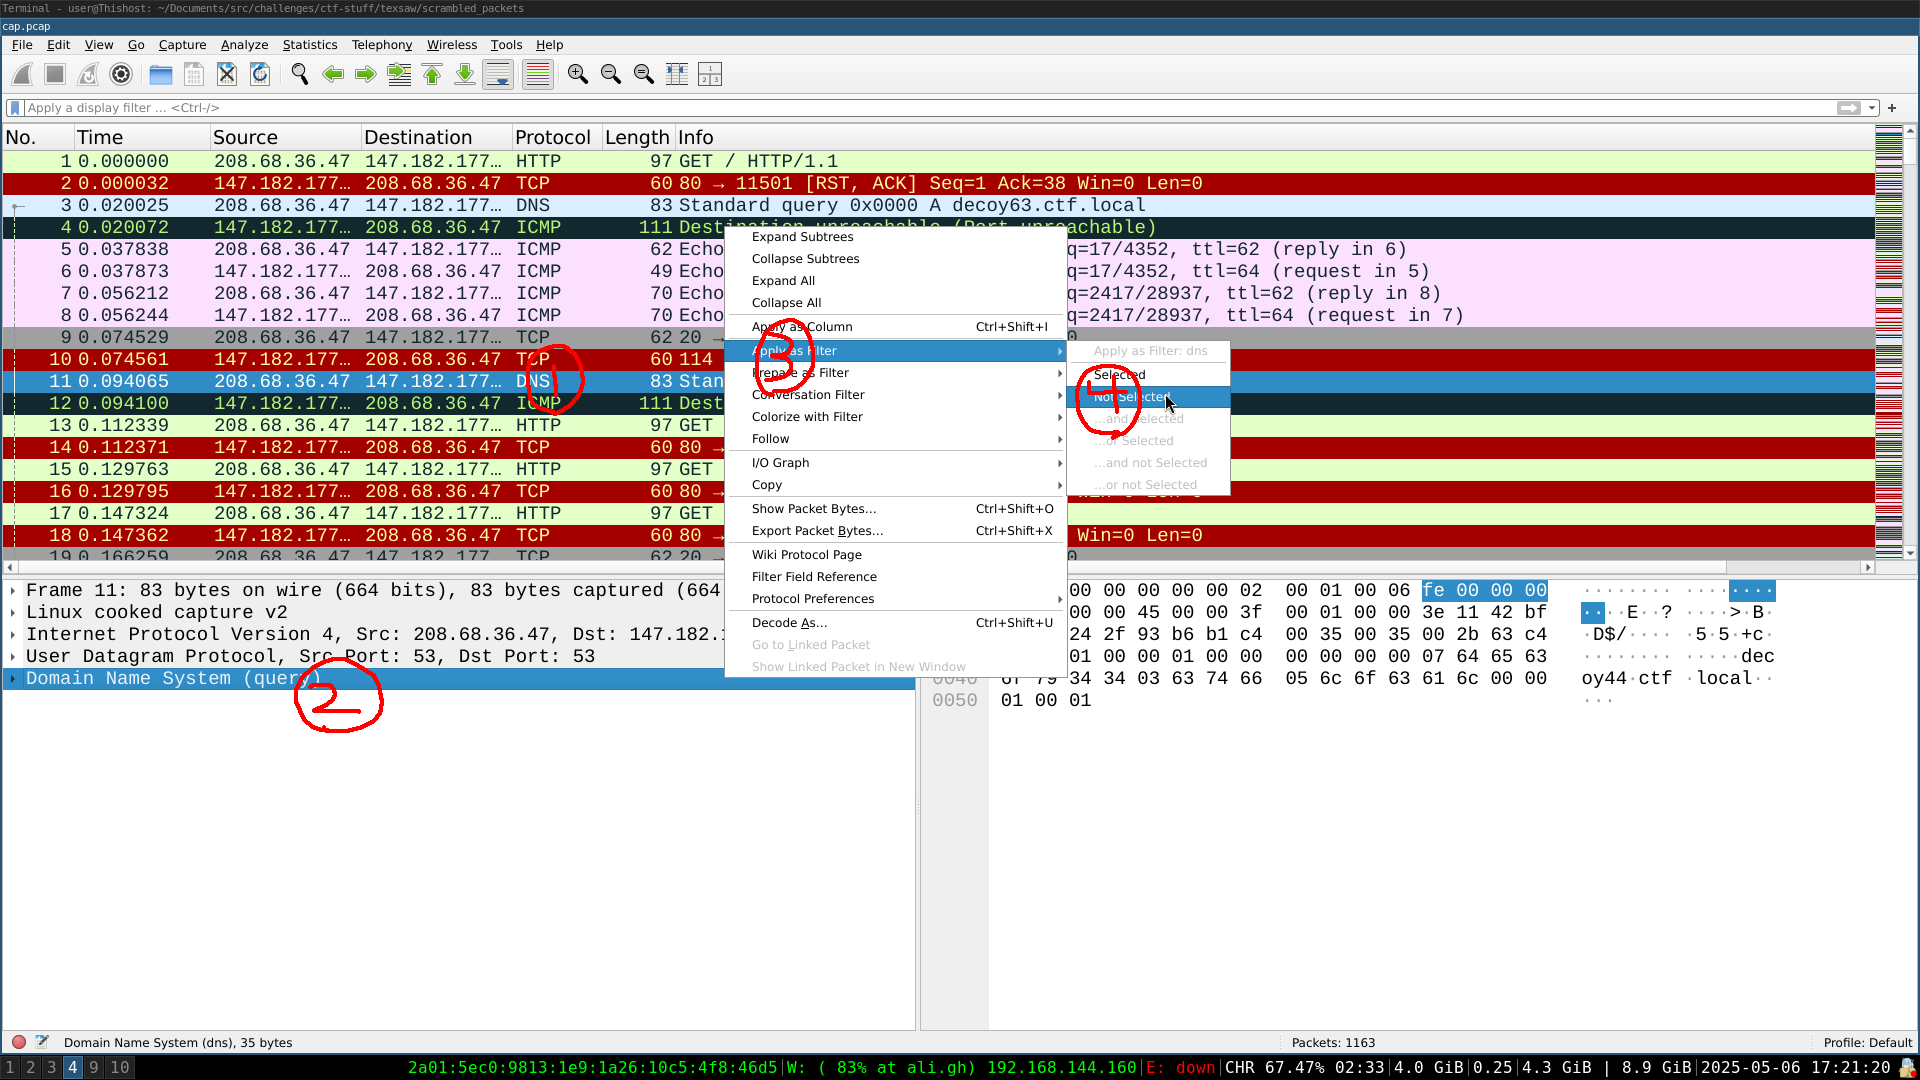 Terminal - user@Thishost: ~/Documents/src/challenges/ctf-stuff/texsaw/scrambled_packets
cap.pcap
File Edit View Go Capture Analyze Statistics Telephony Wireless Tools Help
Apply a display filter … <Ctrl-/>
No. Time Source Destination Protocol Length Info
1 0.000000 208.68.36.47 147.182.177… HTTP 97 GET / HTTP/1.1
2 0.000032 147.182.177… 208.68.36.47 TCP 60 80 → 11501 [RST, ACK] Seq=1 Ack=38 Win=0 Len=0
3 0.020025 208.68.36.47 147.182.177… DNS 83 Standard query 0x0000 A decoy63.ctf.local
4 0.020072 147.182.177… 208.68.36.47 ICMP 111 Destination unreachable (Port unreachable)
5 0.037838 208.68.36.47 147.182.177… ICMP 62 Echo q=17/4352, ttl=62 (reply in 6)
6 0.037873 147.182.177… 208.68.36.47 ICMP 49 Echo q=17/4352, ttl=64 (request in 5)
7 0.056212 208.68.36.47 147.182.177… ICMP 70 Echo q=2417/28937, ttl=62 (reply in 8)
8 0.056244 147.182.177… 208.68.36.47 ICMP 70 Echo q=2417/28937, ttl=64 (request in 7)
9 0.074529 208.68.36.47 147.182.177… TCP 62 20 → 0
10 0.074561 147.182.177… 208.68.36.47 TCP 60 114
11 0.094065 208.68.36.47 147.182.177… DNS 83 Stan
12 0.094100 147.182.177… 208.68.36.47 ICMP 111 Dest
13 0.112339 208.68.36.47 147.182.177… HTTP 97 GET
14 0.112371 147.182.177… 208.68.36.47 TCP 60 80 →
15 0.129763 208.68.36.47 147.182.177… HTTP 97 GET
16 0.129795 147.182.177… 208.68.36.47 TCP 60 80 →
17 0.147324 208.68.36.47 147.182.177… HTTP 97 GET
18 0.147362 147.182.177… 208.68.36.47 TCP 60 80 → Win=0 Len=0
19 0.166259 208.68.36.47 147.182.177 TCP 62 20 → 0
1
2
3
4
Expand Subtrees
Collapse Subtrees
Expand All
Collapse All
Apply as Column Ctrl+Shift+I
Apply as Filter
Prepare as Filter
Conversation Filter
Colorize with Filter
Follow
I/O Graph
Copy
Show Packet Bytes… Ctrl+Shift+O
Export Packet Bytes… Ctrl+Shift+X
Wiki Protocol Page
Filter Field Reference
Protocol Preferences
Decode As… Ctrl+Shift+U
Go to Linked Packet
Show Linked Packet in New Window
Apply as Filter: dns
Selected
Not Selected
…and Selected
…or Selected
…and not Selected
…or not Selected
Frame 11: 83 bytes on wire (664 bits), 83 bytes captured (664
Linux cooked capture v2
Internet Protocol Version 4, Src: 208.68.36.47, Dst: 147.182.1
User Datagram Protocol, Src Port: 53, Dst Port: 53
Domain Name System (query)
00 00 00 00 00 02 00 01 00 06 fe 00 00 00 ········ ······
00 00 45 00 00 3f 00 01 00 00 3e 11 42 bf ····E··? ····>·B·
24 2f 93 b6 b1 c4 00 35 00 35 00 2b 63 c4 ·D$/···· ·5·5·+c·
01 00 00 01 00 00 00 00 00 00 07 64 65 63 ········ ·····dec
0040 6f 79 34 34 03 63 74 66 05 6c 6f 63 61 6c 00 00 oy44·ctf ·local··
0050 01 00 01 ···
Domain Name System (dns), 35 bytes Packets: 1163 Profile: Default
1 2 3 4 9 10 2a01:5ec0:9813:1e9:1a26:10c5:4f8:46d5|W: ( 83% at ali.gh) 192.168.144.160|E: down|CHR 67.47% 02:33|4.0 GiB|0.25|4.3 GiB | 8.9 GiB|2025-05-06 17:21:20